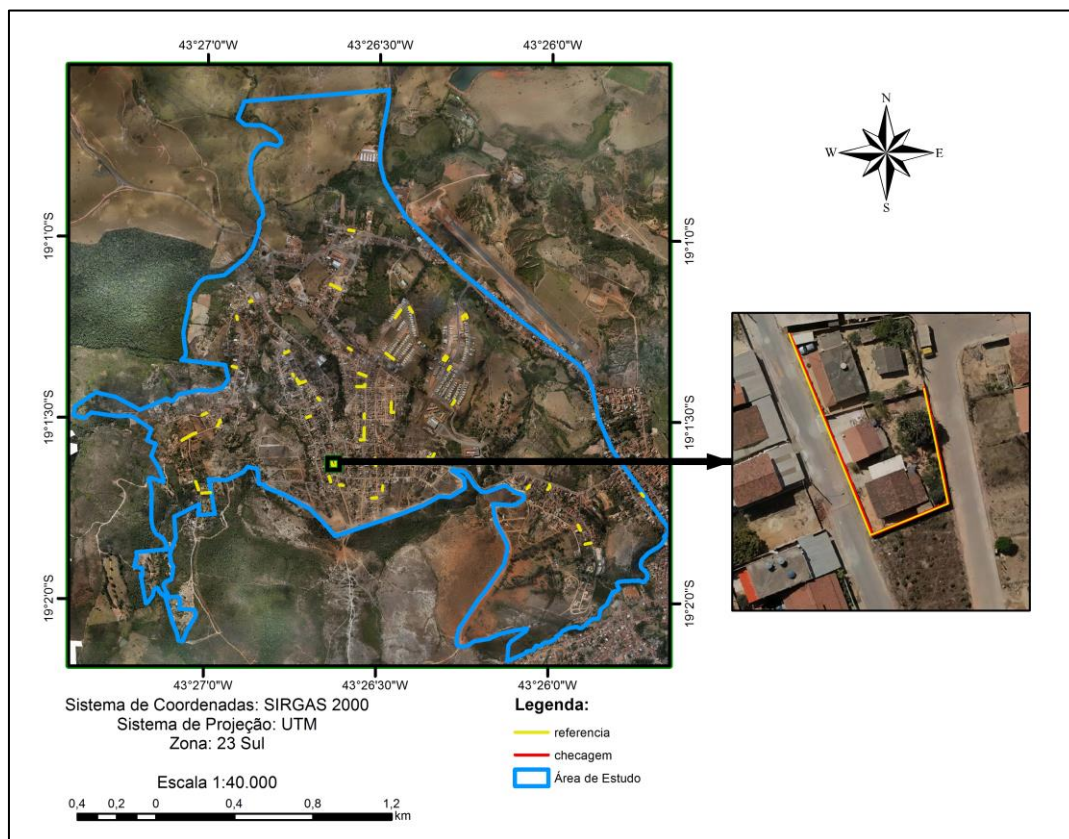 43°27'0"W
43°26'30"W
43°26'0"W
N
W
E
S
19°1'0"S
19°1'0"S
19°1'30"S
19°1'30"S
19°2'0"S
19°2'0"S
43°27'0"W
43°26'30"W
43°26'0"W
Sistema de Coordenadas: SIRGAS 2000
Sistema de Projeção: UTM
Zona: 23 Sul
Escala 1:40.000
0,4 0,2 0 0,4 0,8 1,2
km
Legenda:
referencia
checagem
Área de Estudo